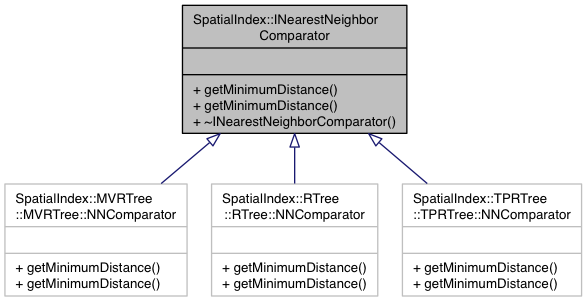 SpatialIndex::INearestNeighbor
Comparator
+ getMinimumDistance()
+ getMinimumDistance()
+ ~INearestNeighborComparator()
SpatialIndex::MVRTree
::MVRTree::NNComparator
+ getMinimumDistance()
+ getMinimumDistance()
SpatialIndex::RTree
::RTree::NNComparator
+ getMinimumDistance()
+ getMinimumDistance()
SpatialIndex::TPRTree
::TPRTree::NNComparator
+ getMinimumDistance()
+ getMinimumDistance()